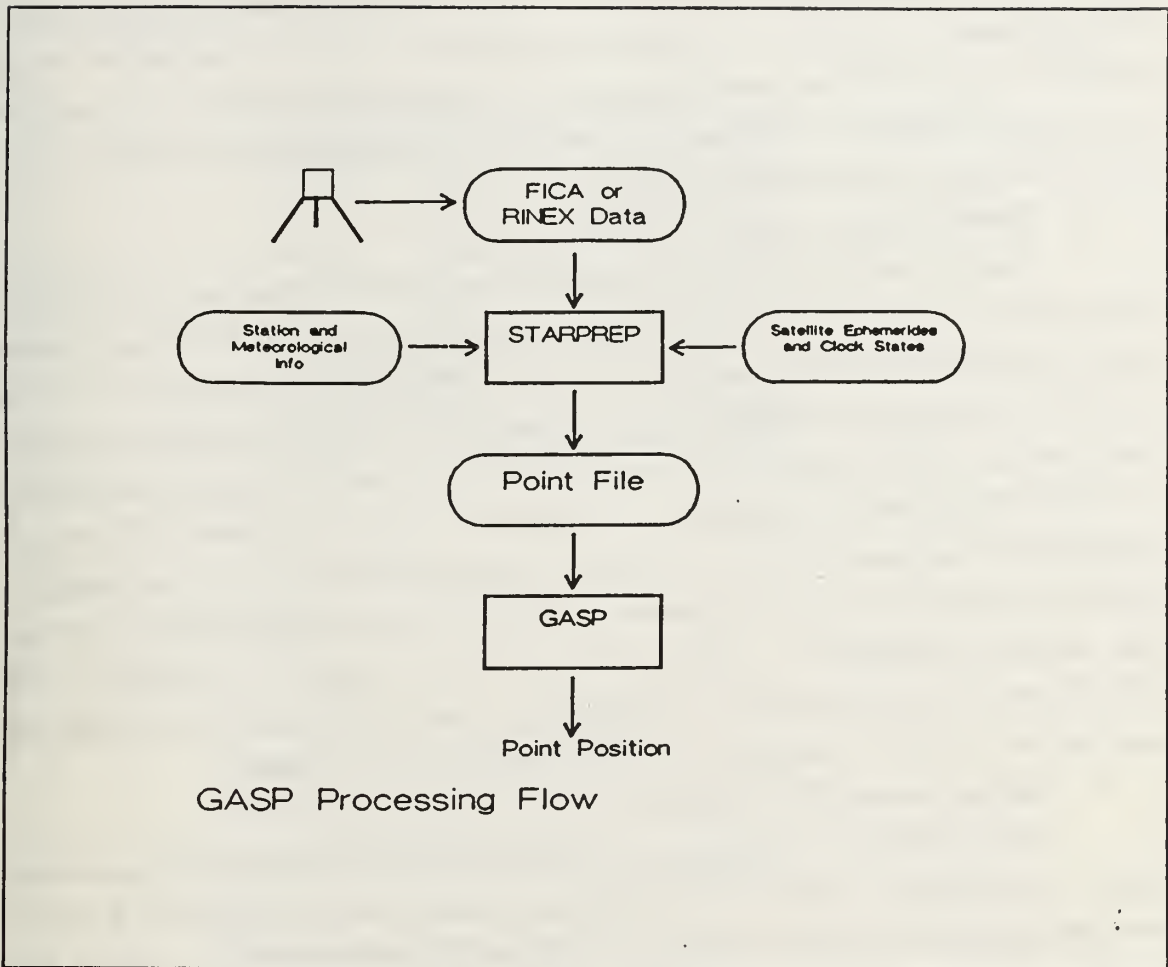 FICA or
RINEX Data
Station and
Meteorological
Info
STARPREP
Satellite Ephemerides
and Clock States
Point File
GASP
Point Position
GASP Processing Flow